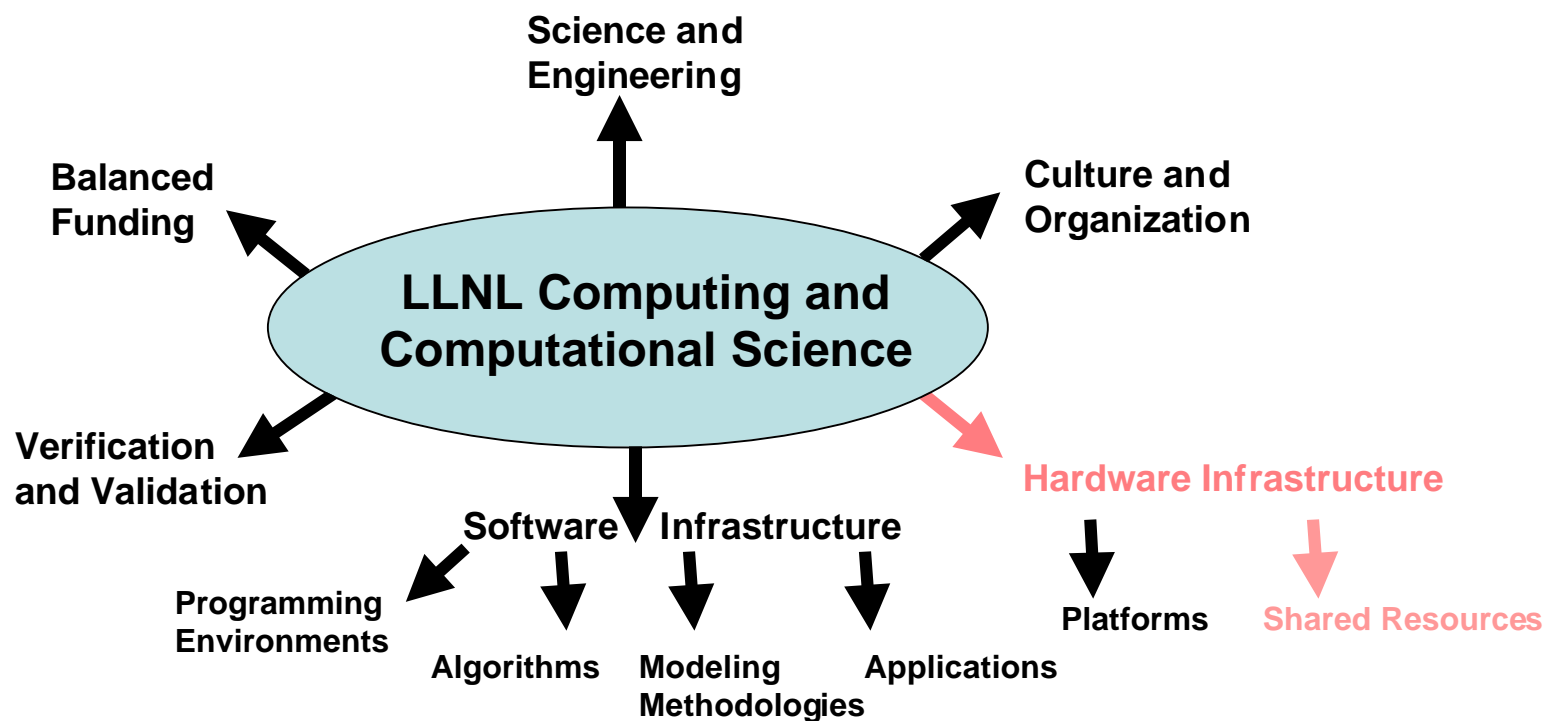 Science and
Engineering
Balanced
Funding
Culture and
Organization
LLNL Computing and
Computational Science
Verification
and Validation
Hardware Infrastructure
Software Infrastructure
Programming
Environments
Algorithms
Modeling
Methodologies
Applications
Platforms
Shared Resources